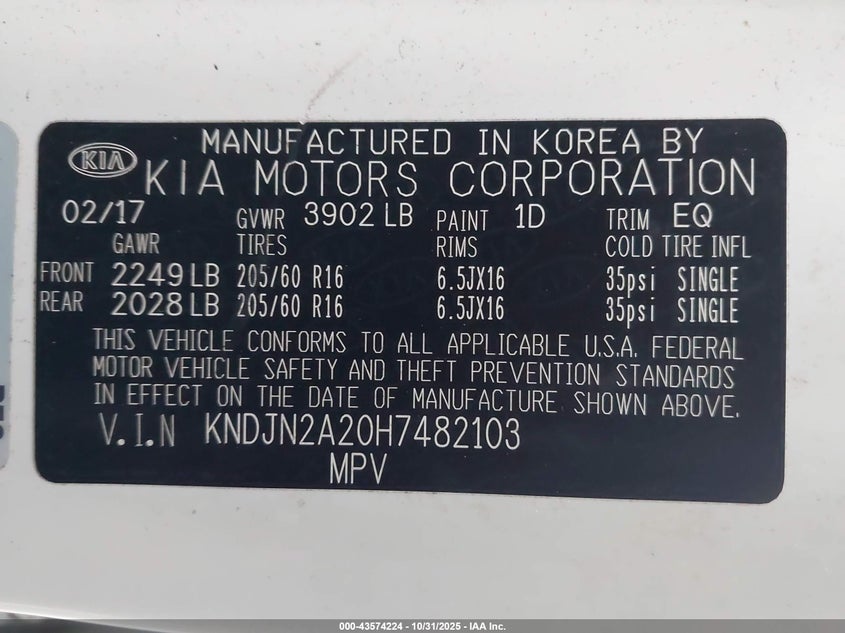 MANUFACTURED IN KOREA BY
KIA KIA MOTORS CORPORATION
02/17 GVWR 3902 LB PAINT 1D TRIM EQ
GAWR TIRES RIMS COLD TIRE INFL
FRONT 2249 LB 205/60 R16 6.5JX16 35psi SINGLE
REAR 2028 LB 205/60 R16 6.5JX16 35psi SINGLE
THIS VEHICLE CONFORMS TO ALL APPLICABLE U.S.A. FEDERAL
MOTOR VEHICLE SAFETY AND THEFT PREVENTION STANDARDS
IN EFFECT ON THE DATE OF MANUFACTURE SHOWN ABOVE.
V.I.N KNDJN2A20H7482103
MPV
000-43574224 - 10/31/2025 - IAA Inc.